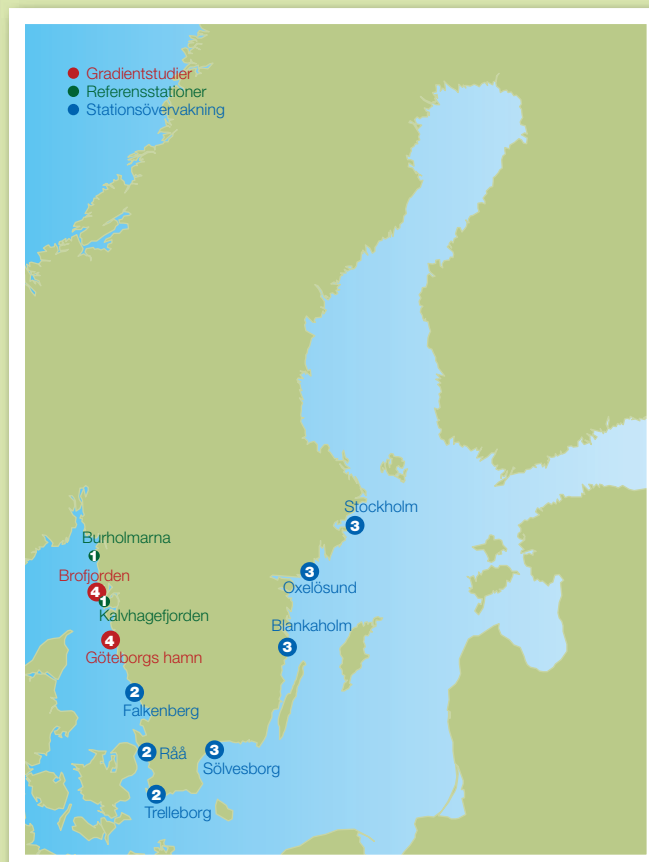 Gradientstudier
Referensstationer
Stationsövervakning
Stockholm
3
Burholmarna
1
Brofjorden
4
1
Kalvhagefjorden
3
Oxelösund
Blankaholm
3
4
Göteborgs hamn
2
Falkenberg
2 Råå
3
Sölvesborg
2
Trelleborg